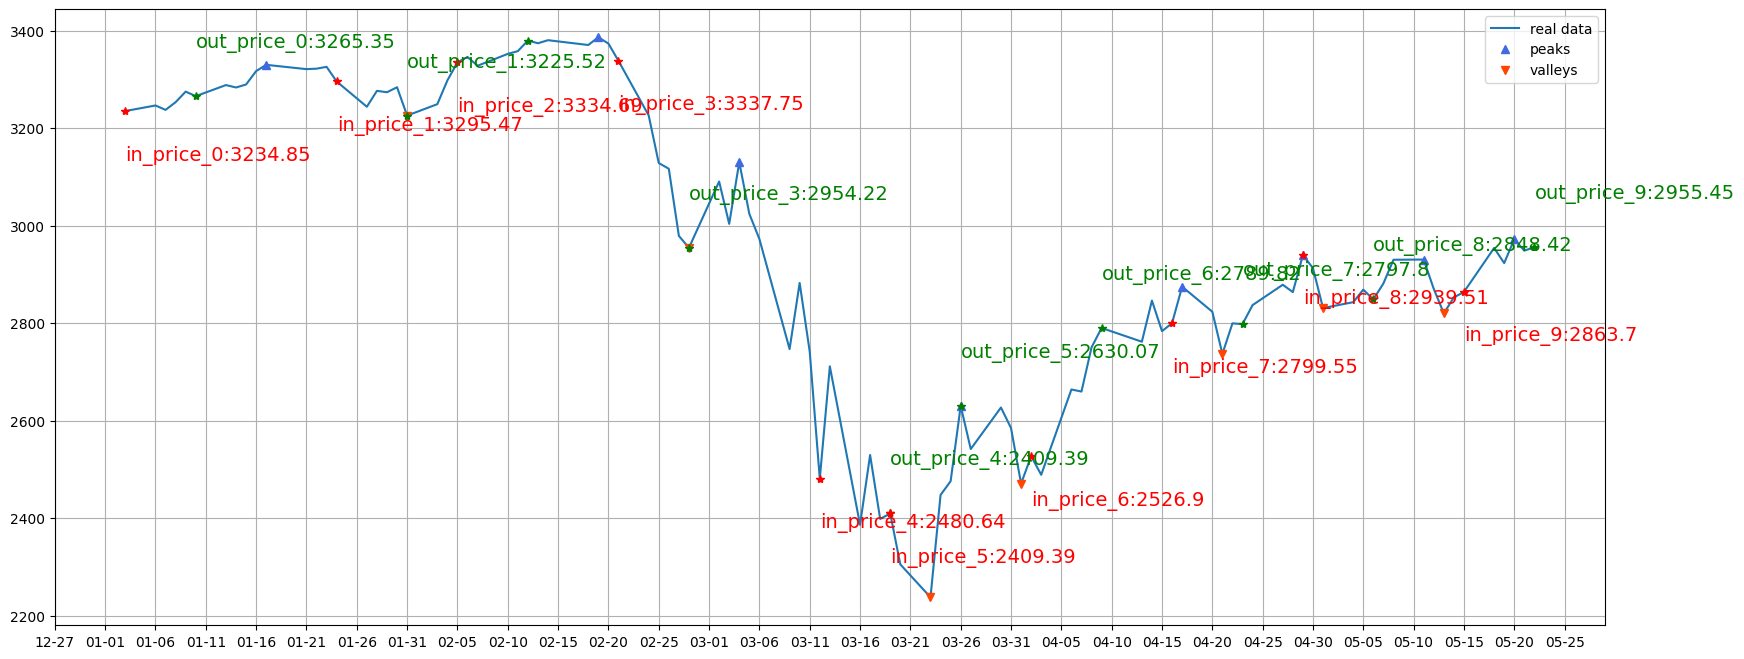 real data
peaks
valleys
3400
3200
3000
2800
2600
2400
2200
out_price_0:3265.35
out_price_1:3225.52
in_price_2:3334.69
in_price_3:3337.75
in_price_1:3295.47
in_price_0:3234.85
out_price_3:2954.22
out_price_9:2955.45
out_price_8:2848.42
out_price_6:2789.82
out_price_7:2797.8
in_price_8:2939.51
in_price_9:2863.7
out_price_5:2630.07
in_price_7:2799.55
out_price_4:2409.39
in_price_6:2526.9
in_price_4:2480.64
in_price_5:2409.39
12-27 01-01 01-06 01-11 01-16 01-21 01-26 01-31 02-05 02-10 02-15 02-20 02-25 03-01 03-06 03-11 03-16 03-21 03-26 03-31 04-05 04-10 04-15 04-20 04-25 04-30 05-05 05-10 05-15 05-20 05-25